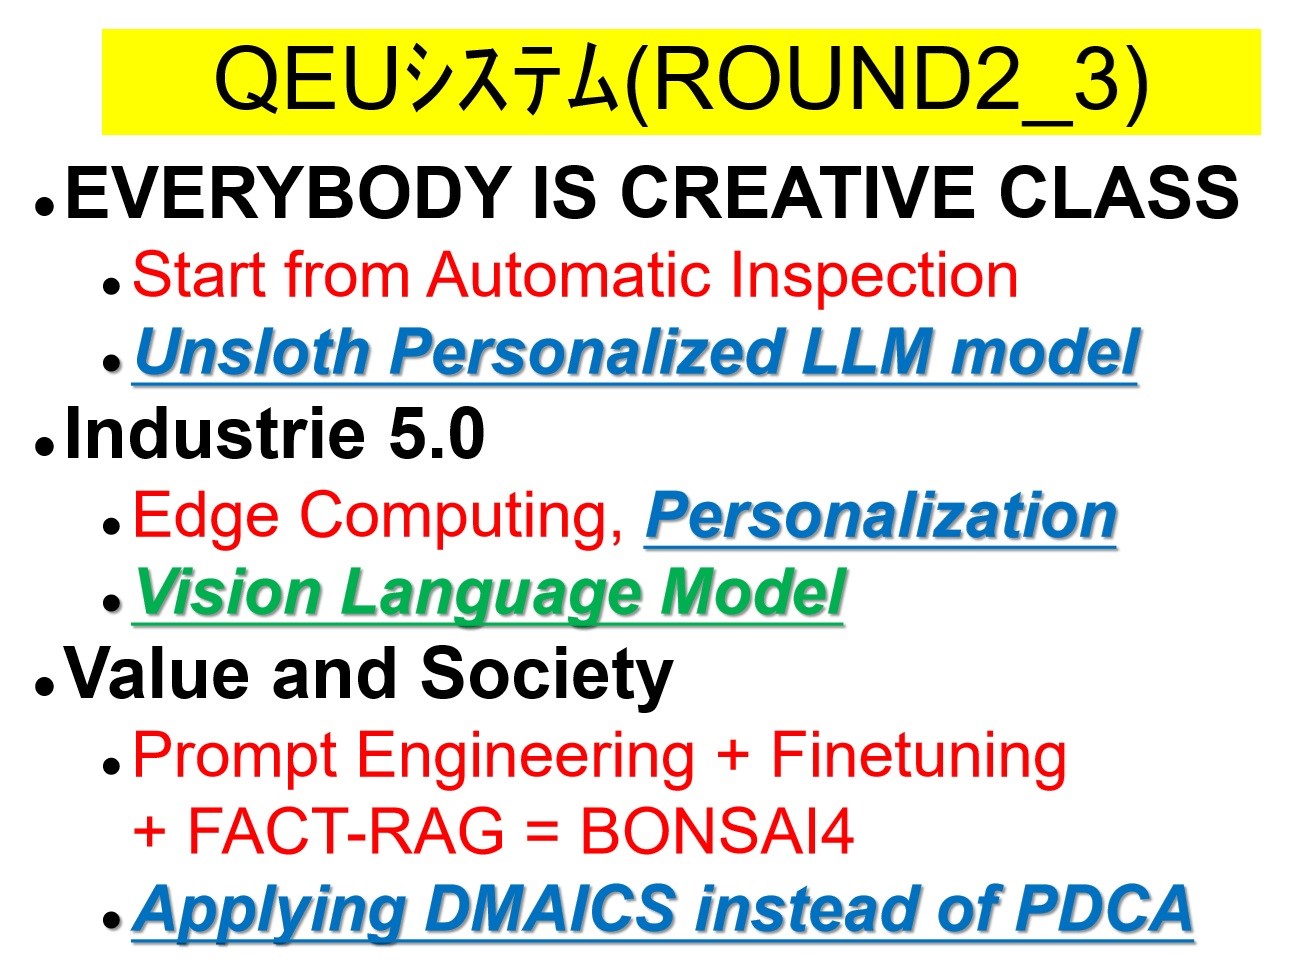 QEUシステム(ROUND2_3)
• EVERYBODY IS CREATIVE CLASS
• Start from Automatic Inspection
• Unsloth Personalized LLM model
• Industrie 5.0
• Edge Computing, Personalization
• Vision Language Model
• Value and Society
• Prompt Engineering + Finetuning
+ FACT-RAG = BONSAI4
• Applying DMAICS instead of PDCA